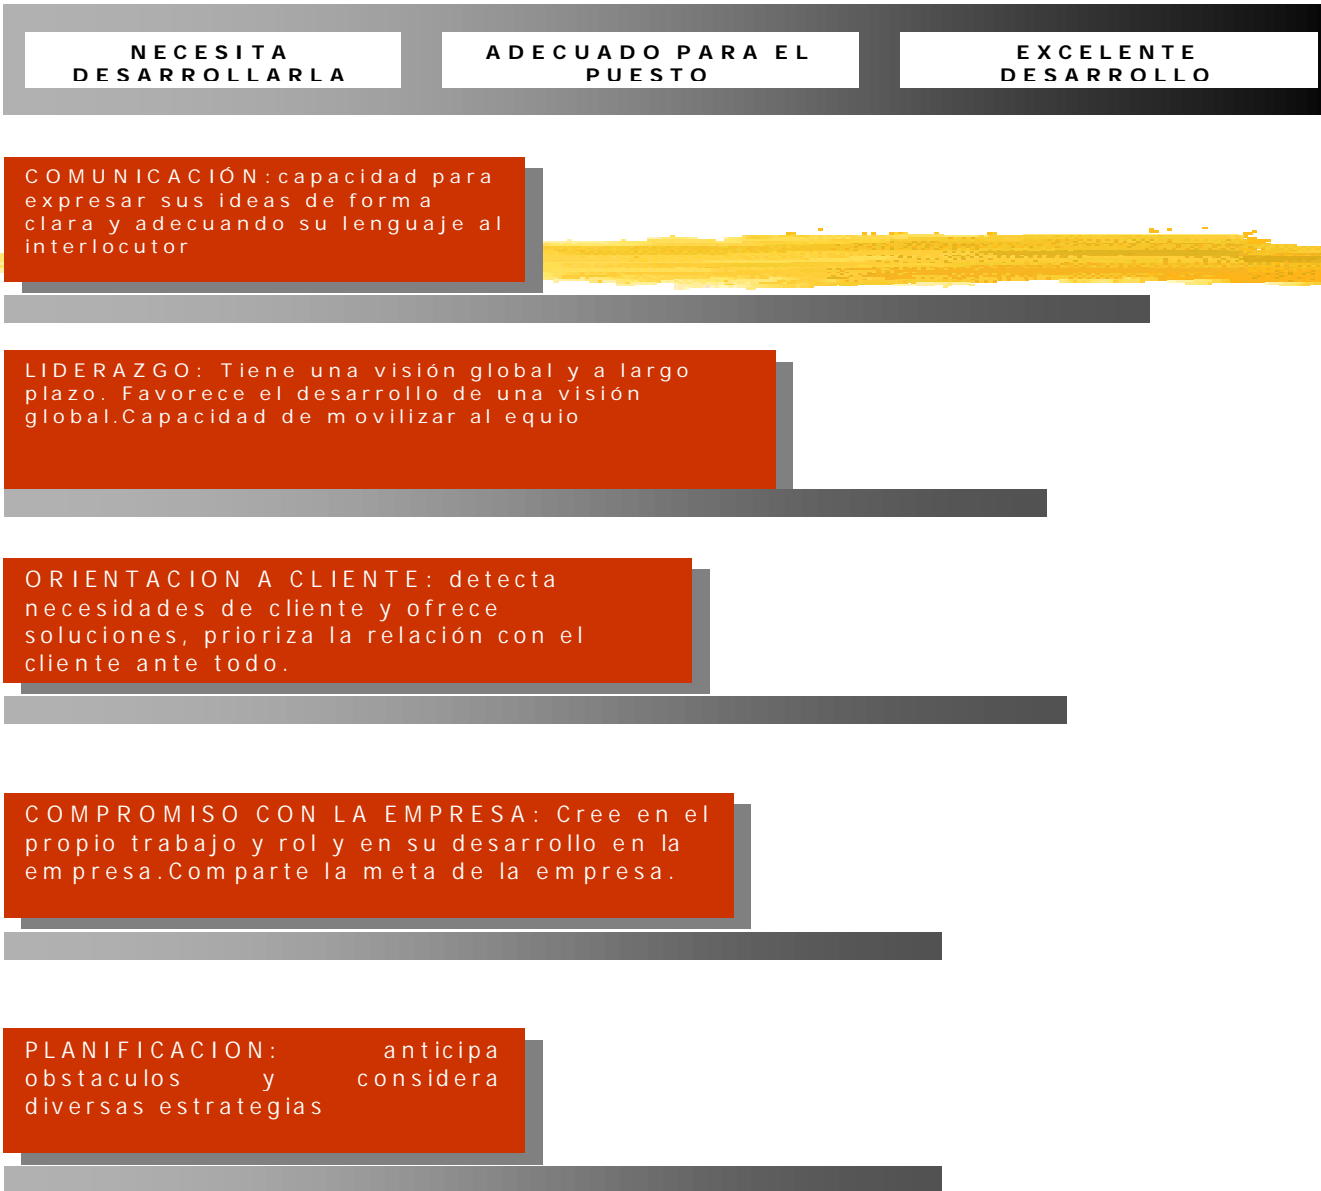 NECESITA
DESARROLLARLA
ADECUADO PARA EL
PUESTO
EXCELENTE
DESARROLLO
COMUNICACIÓN:capacidad para
expresar sus ideas de forma
clara y adecuando su lenguaje al
interlocutor
LIDERAZGO: Tiene una visión global y a largo
plazo. Favorece el desarrollo de una visión
global.Capacidad de movilizar al equio
ORIENTACION A CLIENTE: detecta
necesidades de cliente y ofrece
soluciones, prioriza la relación con el
cliente ante todo.
COMPROMISO CON LA EMPRESA: Cree en el
propio trabajo y rol y en su desarrollo en la
empresa.Comparte la meta de la empresa.
PLANIFICACION: anticipa
obstaculos y considera
diversas estrategias